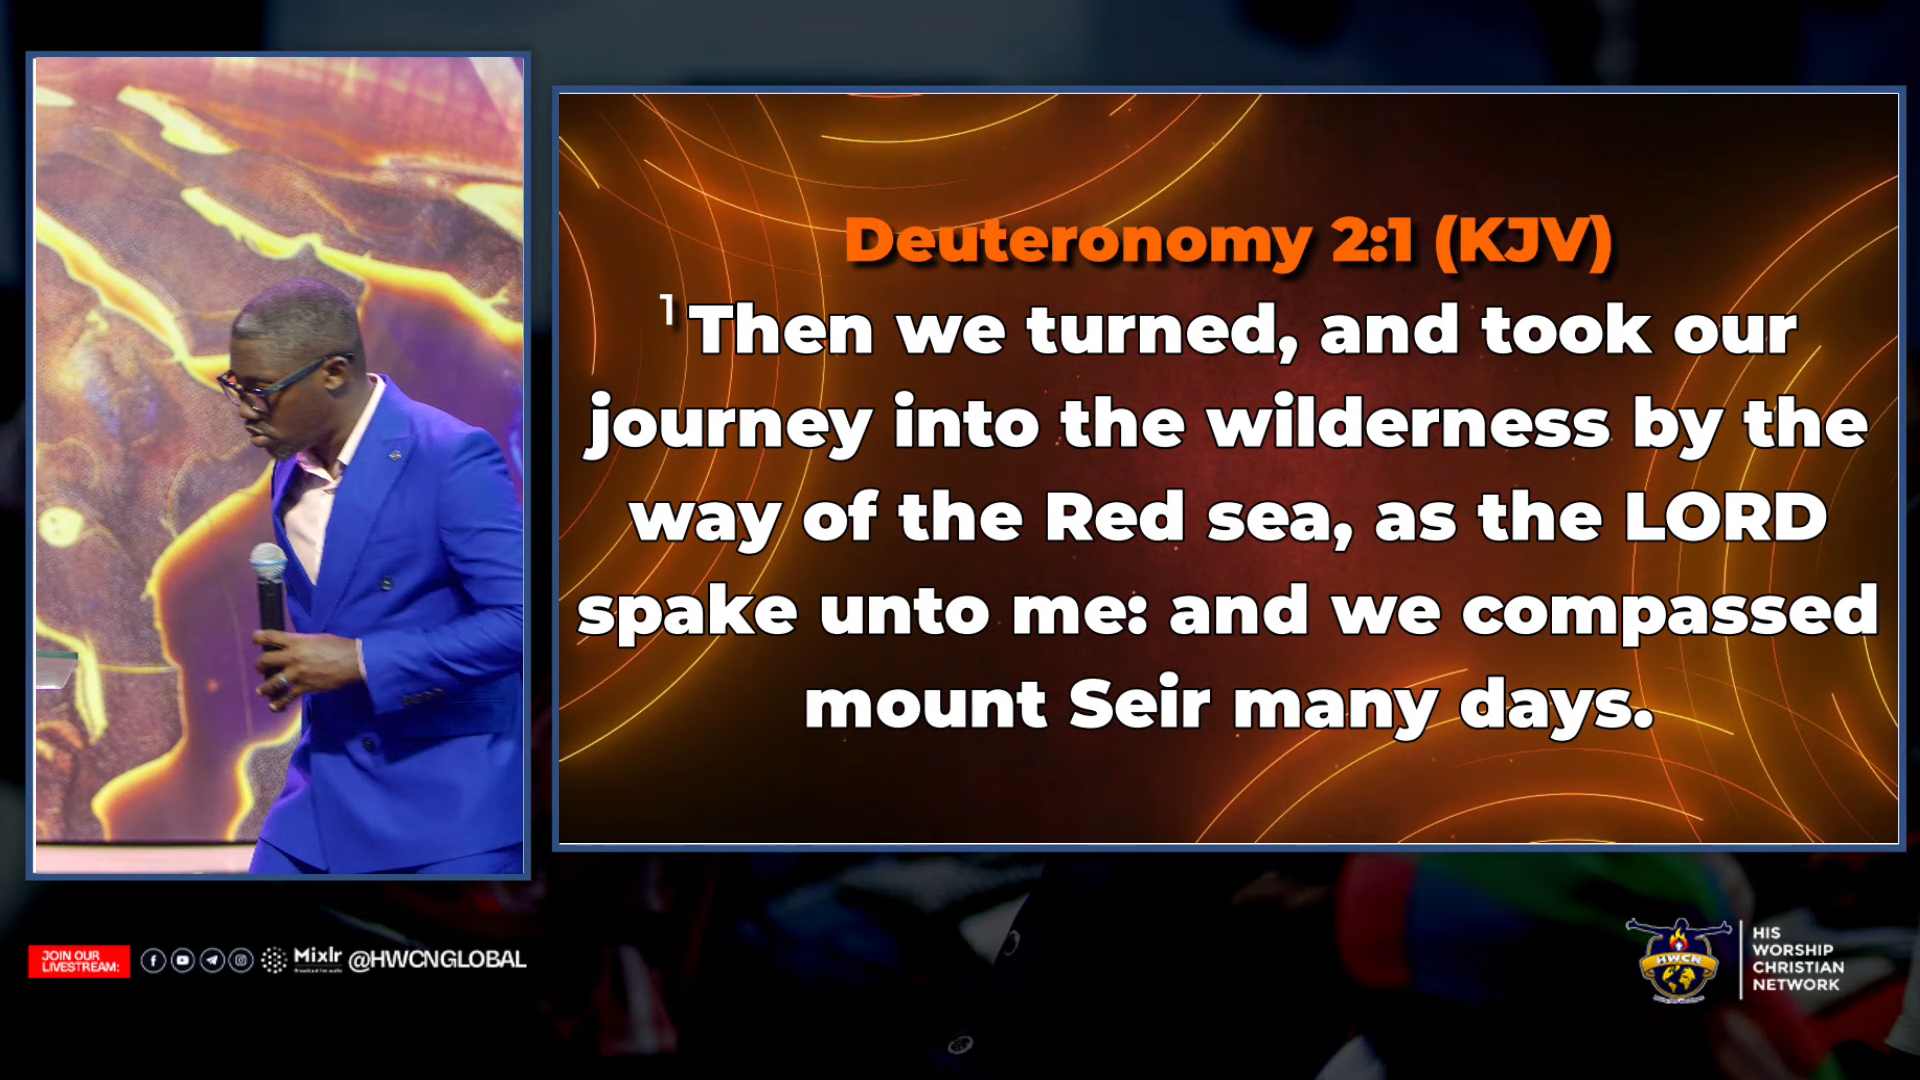 Deuteronomy 2:1 (KJV)
1 Then we turned, and took our
journey into the wilderness by the
way of the Red sea, as the LORD
spake unto me: and we compassed
mount Seir many days.
JOIN OUR
LIVESTREAM:
Mixlr
@HWCNGLOBAL
HWCN
HIS
WORSHIP
CHRISTIAN
NETWORK